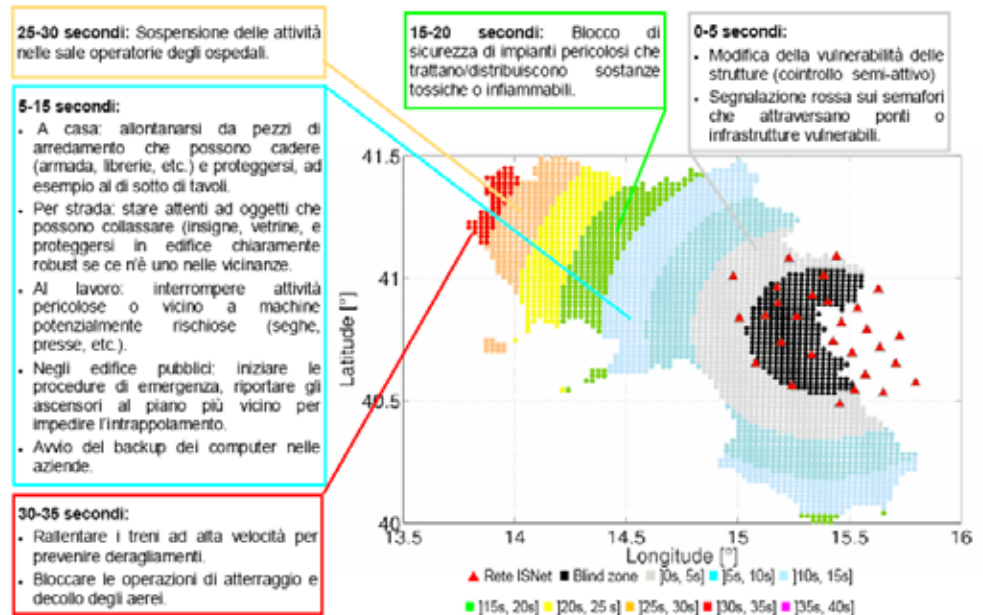 25-30 secondi: Sospensione delle attività
nelle sale operatorie degli ospedali.
5-15 secondi:
• A casa: allontanarsi da pezzi di
arredamento che possono cadere
(armada, librerie, etc.) e proteggersi, ad
esempio al di sotto di tavoli.
• Per strada: stare attenti ad oggetti che
possono collassare (insigne, vetrine, e
proteggersi in edifice chiaramente
robust se ce n'è uno nelle vicinanze.
• Al lavoro: interrompere attività
pericolose o vicino a machine
potenzialmente rischiose (seghe,
presse, etc.).
• Negli edifice pubblici: iniziare le
procedure di emergenza, riportare gli
ascensori al piano più vicino per
impedire l'intrappolamento.
• Avvio del backup dei computer nelle
aziende.
30-35 secondi:
• Rallentare i treni ad alta velocità per
prevenire deragliamenti.
• Bloccare le operazioni di atterraggio e
decollo degli aerei.
15-20 secondi: Blocco di
sicurezza di impianti pericolosi che
trattano/distribuiscono sostanze
tossiche o infiammabili.
0-5 secondi:
• Modifica della vulnerabilità delle
strutture (cointrollo semi-attivo)
• Segnalazione rossa sui semafori
che attraversano ponti o
infrastrutture vulnerabili.
41.5
41
40.5
40
Latitude [°]
13.5 14 14.5 15 15.5 16
Longitude [°]
Rete ISNet Blind zone ]0s, 5s] ]5s, 10s] ]10s, 15s]
]15s, 20s] ]20s, 25 s] ]25s, 30s] ]30s, 35s] ]35s, 40s]